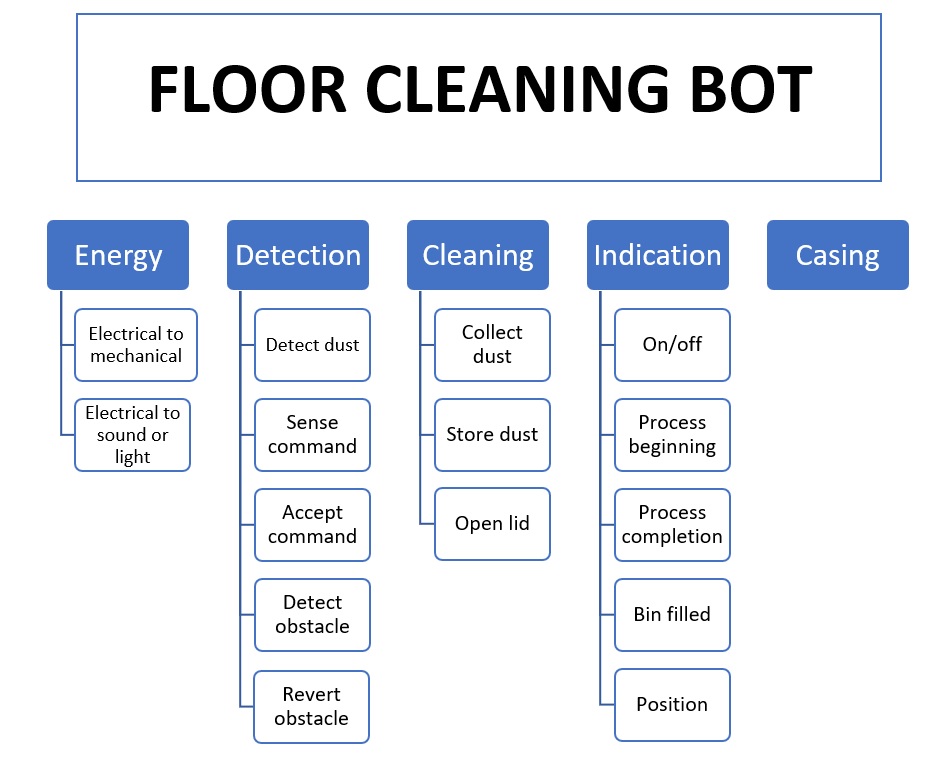 FLOOR CLEANING BOT
Energy
Electrical to
mechanical
Electrical to
sound or
light
Detection
Detect dust
Sense
command
Accept
command
Detect
obstacle
Revert
obstacle
Cleaning
Collect
dust
Store dust
Open lid
Indication
On/off
Process
beginning
Process
completion
Bin filled
Position
Casing